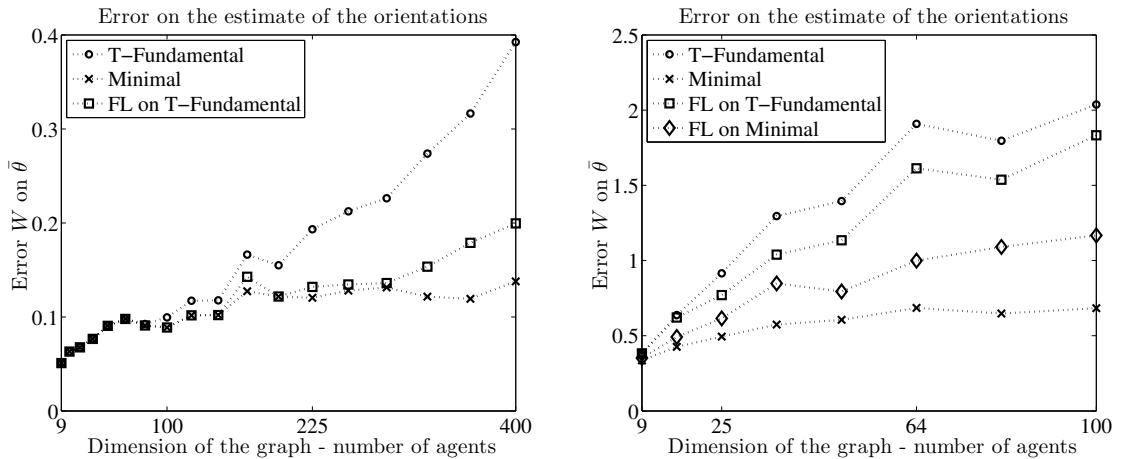 Error on the estimate of the orientations
0.4
0.3
0.2
0.1
0
Error W on θ̄
T−Fundamental
Minimal
FL on T−Fundamental
9
100
225
400
Dimension of the graph - number of agents
Error on the estimate of the orientations
2.5
2
1.5
1
0.5
0
Error W on θ̄
T−Fundamental
Minimal
FL on T−Fundamental
FL on Minimal
9
25
64
100
Dimension of the graph - number of agents